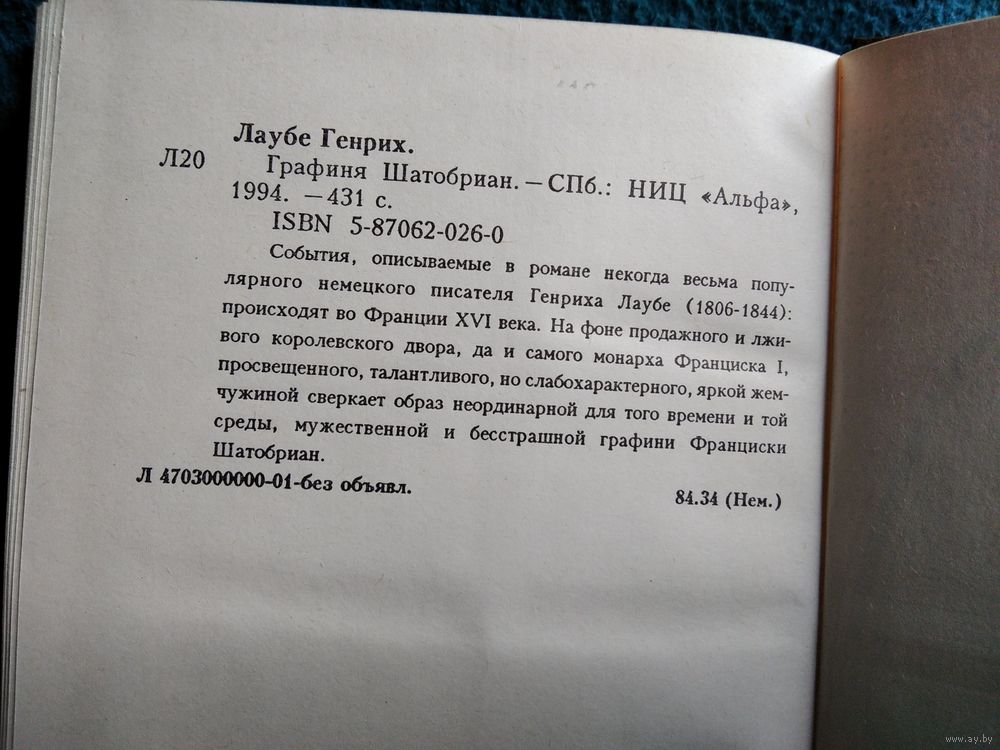 Лаубе Генрих.
Л20
Графиня Шатобриан. — СПб.: НИЦ «Альфа»,
1994. — 431 с.
ISBN 5-87062-026-0
События, описываемые в романе некогда весьма попу-
лярного немецкого писателя Генриха Лаубе (1806-1844):
происходят во Франции XVI века. На фоне продажного и лжи-
вого королевского двора, да и самого монарха Франциска I,
просвещенного, талантливого, но слабохарактерного, яркой жем-
чужиной сверкает образ неординарной для того времени и той
среды, мужественной и бесстрашной графини Франциски
Шатобриан.
Л 4703000000-01-без объявл.
84.34 (Нем.)
www.ay.by